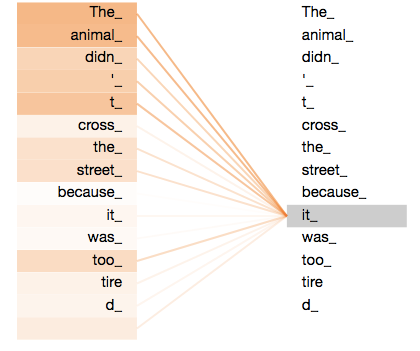 The_ The_
animal_ animal_
didn_ didn_
'_ '_
t_ t_
cross_ cross_
the_ the_
street_ street_
because_ because_
it_ it_
was_ was_
too_ too_
tire tire
d_ d_